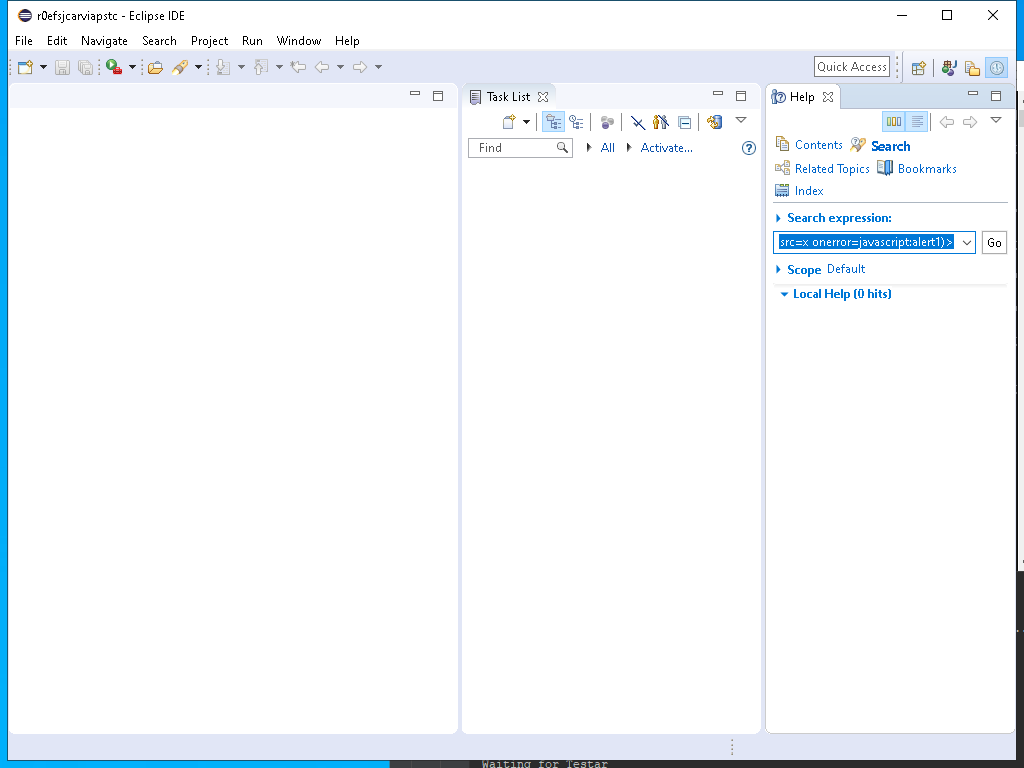 r0efsjcarviapstc - Eclipse IDE
File Edit Navigate Search Project Run Window Help
Quick Access
Task List
Help
Find
All
Activate...
Contents
Search
Related Topics
Bookmarks
Index
Search expression:
src=x onerror=javascript:alert1)>
Go
Scope Default
Local Help (0 hits)
Waiting for Testar